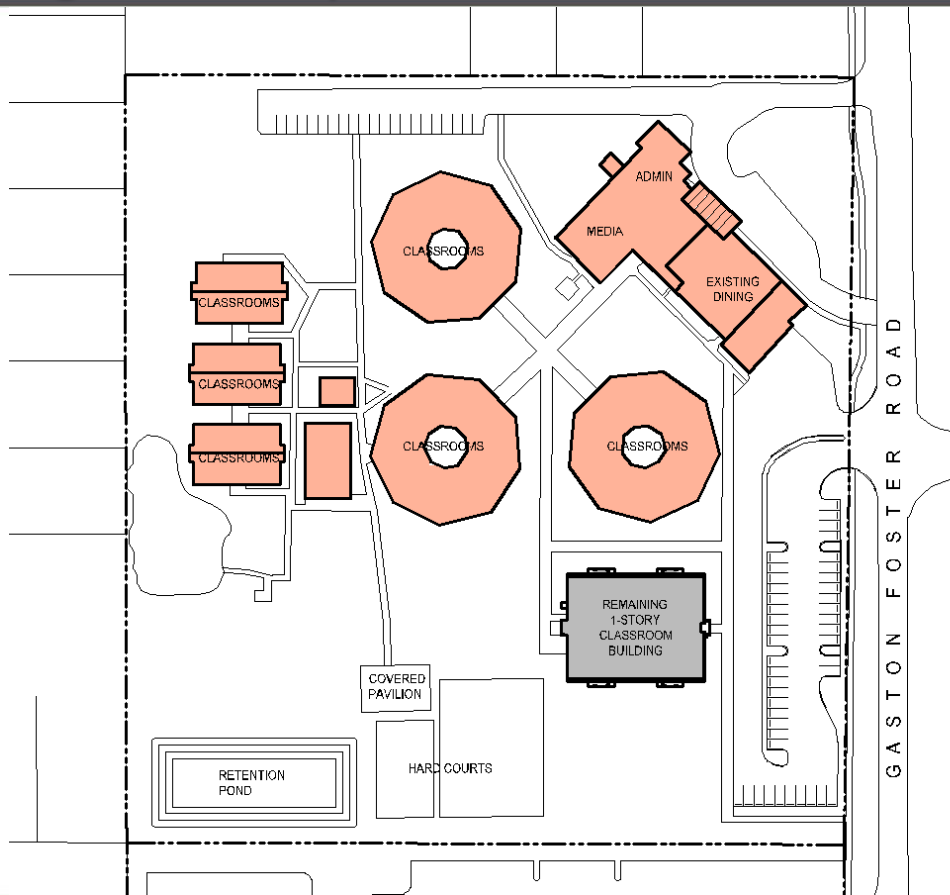 ADMIN
MEDIA
CLASSROOMS
EXISTING
DINING
CLASSROOMS
CLASSROOMS
CLASSROOMS
CLASSROOMS
CLASSROOMS
GASTON FOSTER ROAD
REMAINING
1-STORY
CLASSROOM
BUILDING
COVERED
PAVILION
HARD COURTS
RETENTION
POND